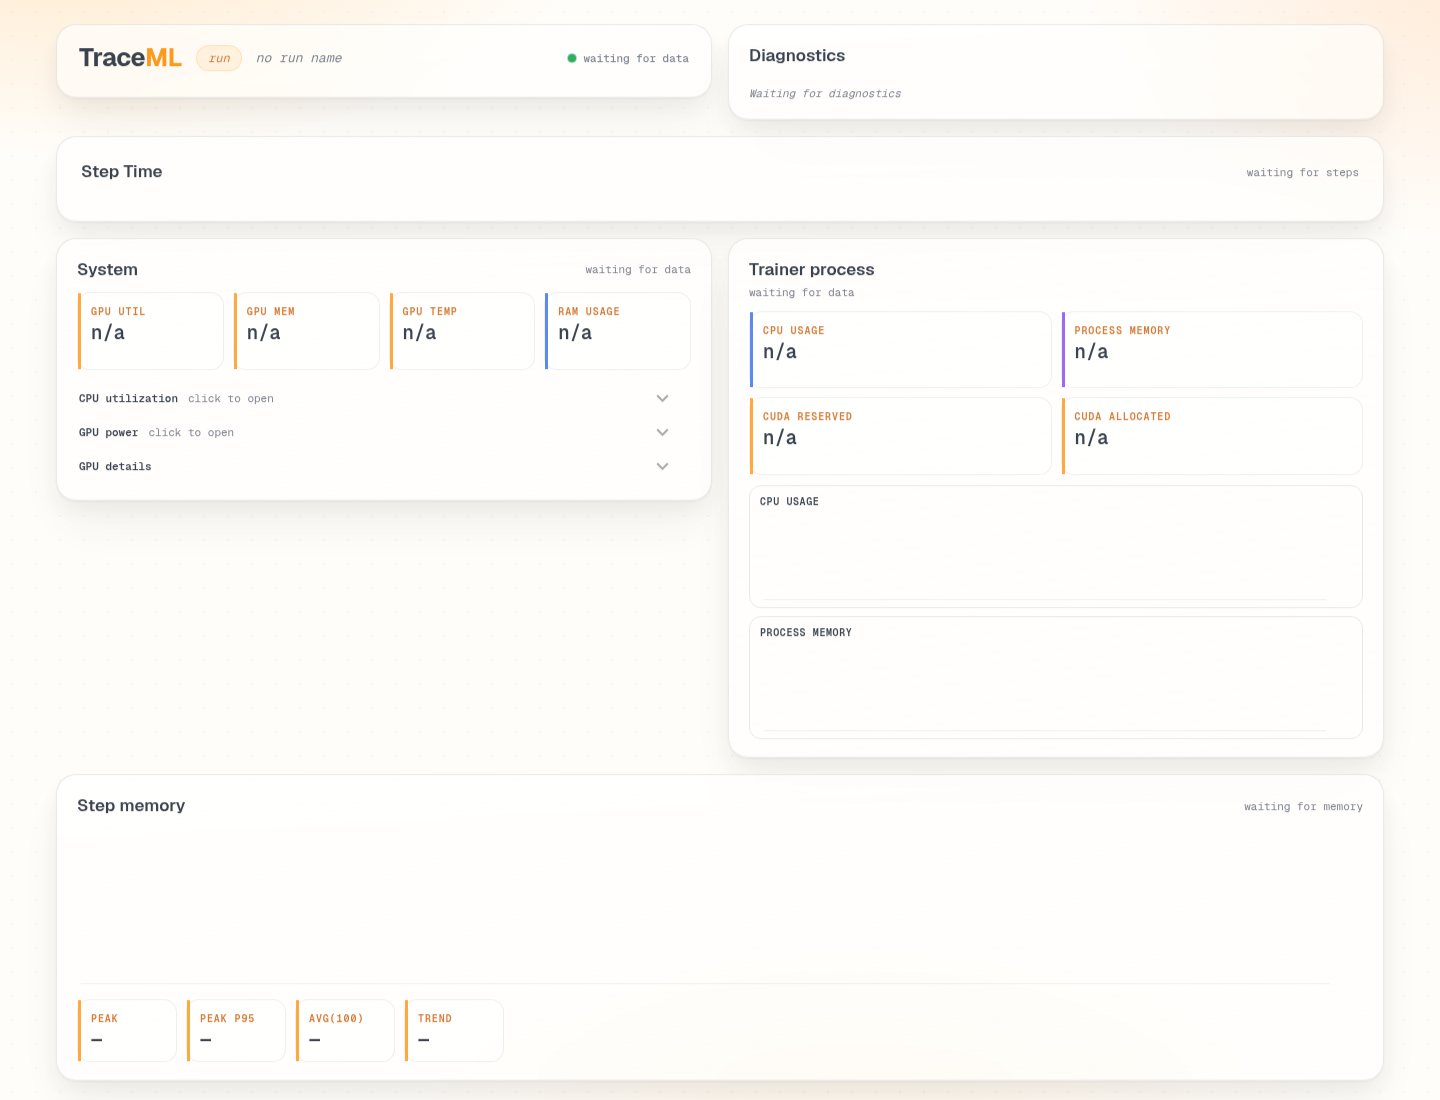 TraceML run no run name waiting for data
Diagnostics
Waiting for diagnostics
Step Time waiting for steps
System waiting for data
GPU UTIL GPU MEM GPU TEMP RAM USAGE
n/a n/a n/a n/a
CPU utilization click to open
GPU power click to open
GPU details
Trainer process
waiting for data
CPU USAGE PROCESS MEMORY
n/a n/a
CUDA RESERVED CUDA ALLOCATED
n/a n/a
CPU USAGE
PROCESS MEMORY
Step memory waiting for memory
PEAK PEAK P95 AVG(100) TREND
— — — —